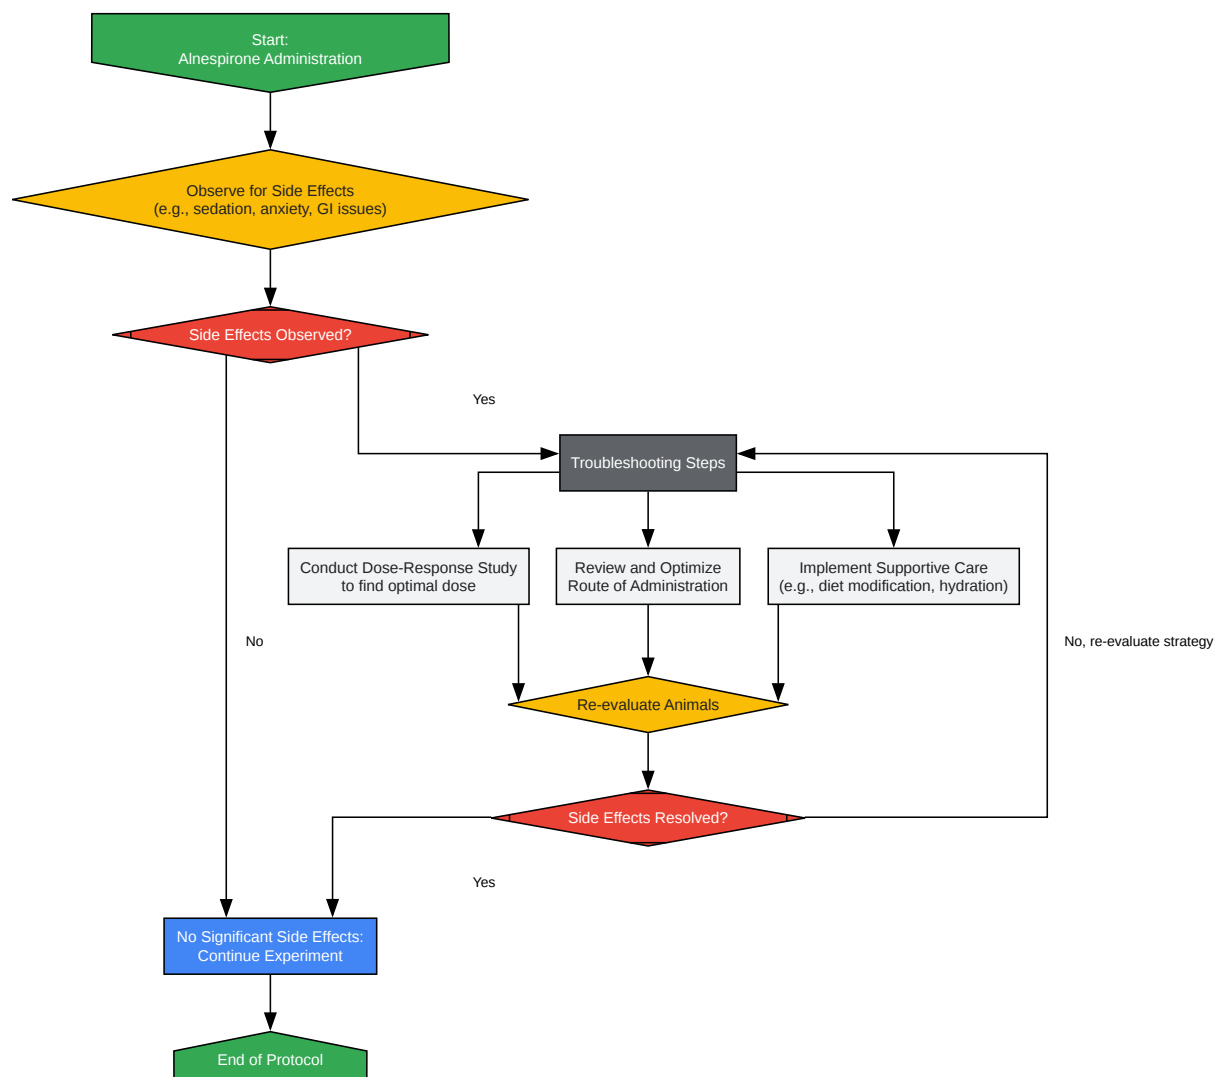 Start:
Alnespirone Administration
Observe for Side Effects
(e.g., sedation, anxiety, GI issues)
Side Effects Observed?
Yes
Troubleshooting Steps
Conduct Dose-Response Study
to find optimal dose
Review and Optimize
Route of Administration
Implement Supportive Care
(e.g., diet modification, hydration)
No
No, re-evaluate strategy
Re-evaluate Animals
Side Effects Resolved?
Yes
No Significant Side Effects:
Continue Experiment
End of Protocol